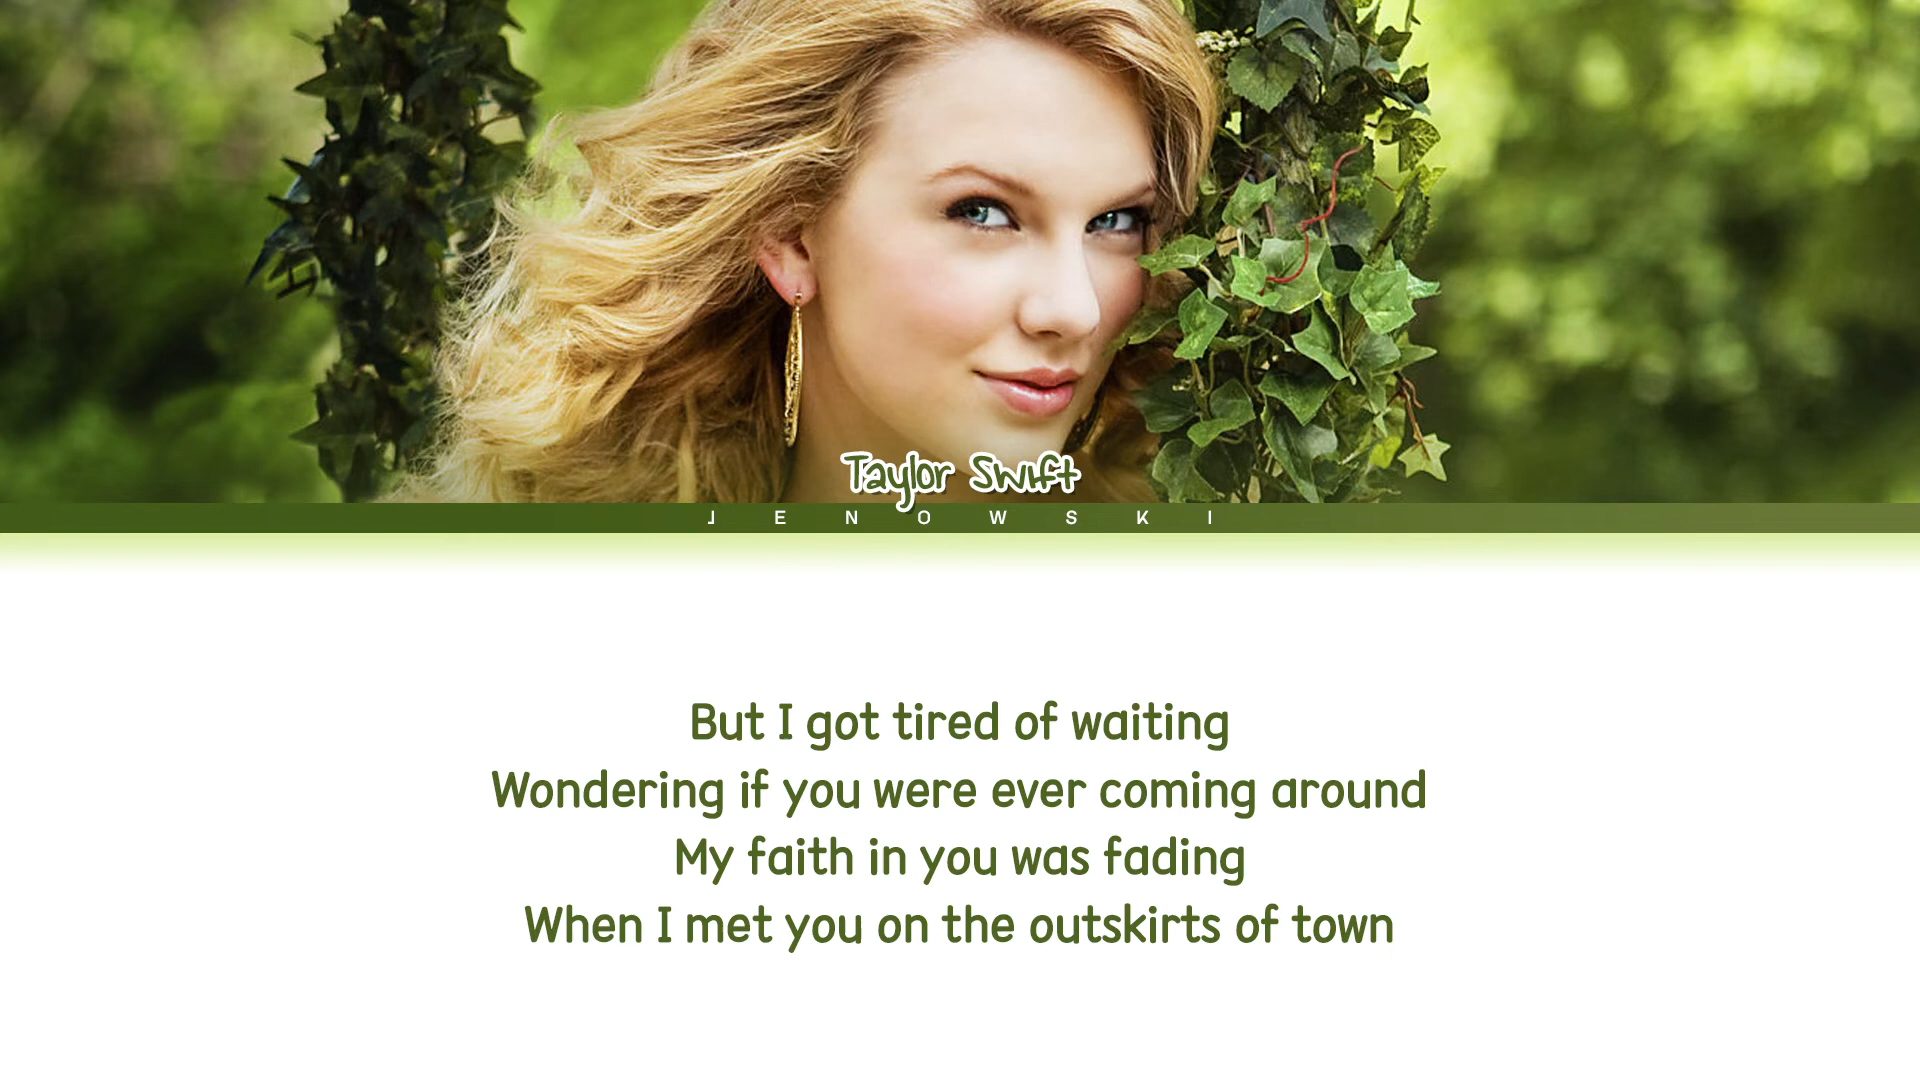 Taylor Swift
JENOWSKI
But I got tired of waiting
Wondering if you were ever coming around
My faith in you was fading
When I met you on the outskirts of town